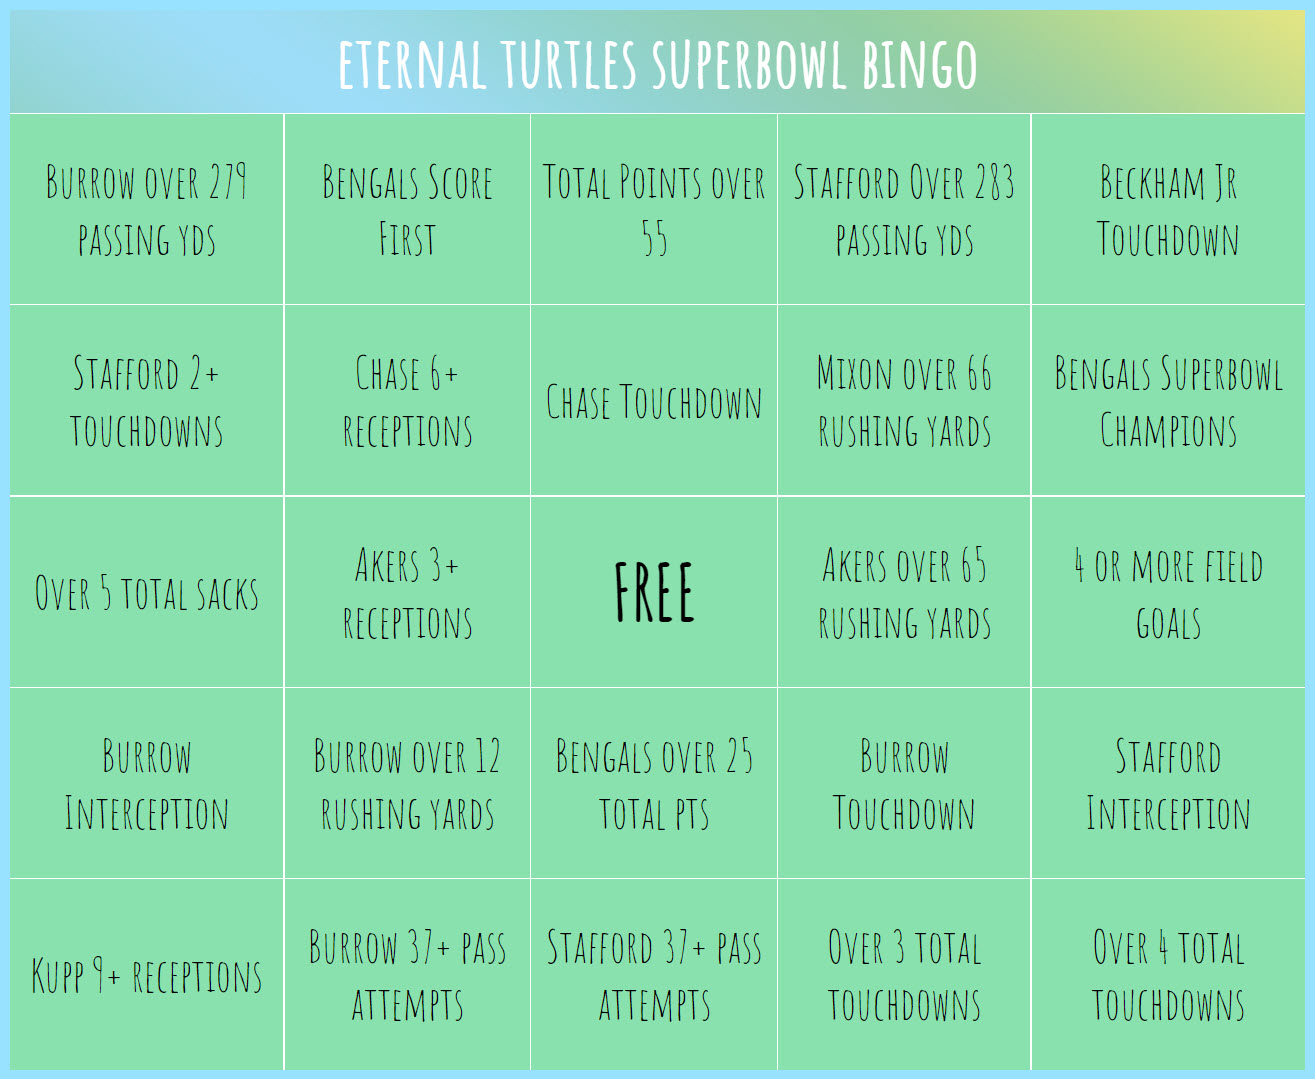 ETERNAL TURTLES SUPERBOWL BINGO
BURROW OVER 279
PASSING YDS
BENGALS SCORE
FIRST
TOTAL POINTS OVER
55
STAFFORD OVER 283
PASSING YDS
BECKHAM JR
TOUCHDOWN
STAFFORD 2+
TOUCHDOWNS
CHASE 6+
RECEPTIONS
CHASE TOUCHDOWN
MIXON OVER 66
RUSHING YARDS
BENGALS SUPERBOWL
CHAMPIONS
OVER 5 TOTAL SACKS
AKERS 3+
RECEPTIONS
FREE
AKERS OVER 65
RUSHING YARDS
4 OR MORE FIELD
GOALS
BURROW
INTERCEPTION
BURROW OVER 12
RUSHING YARDS
BENGALS OVER 25
TOTAL PTS
BURROW
TOUCHDOWN
STAFFORD
INTERCEPTION
KUPP 9+ RECEPTIONS
BURROW 37+ PASS
ATTEMPTS
STAFFORD 37+ PASS
ATTEMPTS
OVER 3 TOTAL
TOUCHDOWNS
OVER 4 TOTAL
TOUCHDOWNS